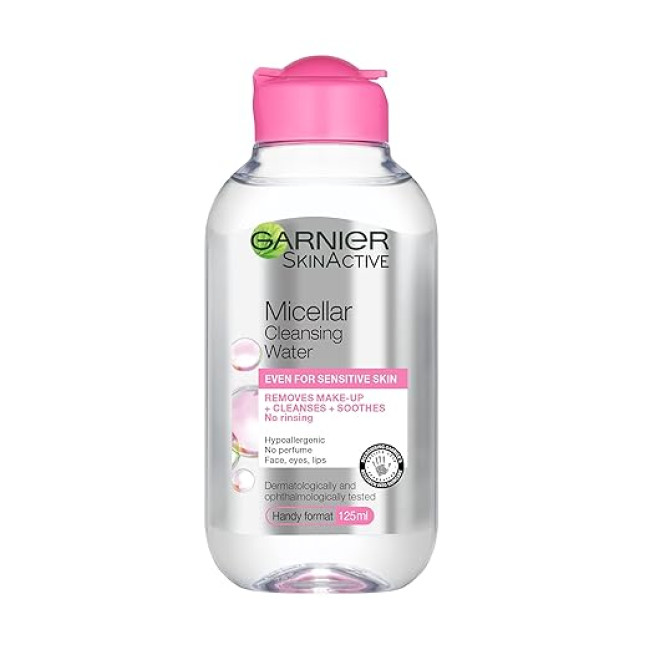 GARNIER
SKINACTIVE
Micellar
Cleansing
Water
EVEN FOR SENSITIVE SKIN
REMOVES MAKE-UP
+ CLEANSES + SOOTHES
No rinsing
Hypoallergenic
No perfume
Face, eyes, lips
Dermatologically and
ophthalmologically tested
Handy format 125ml